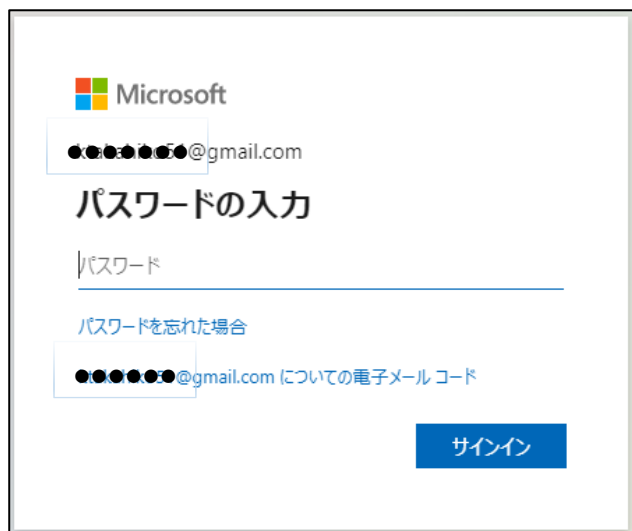 Microsoft
@gmail.com
パスワードの入力
パスワード
パスワードを忘れた場合
@gmail.com についての電子メール コード
サインイン